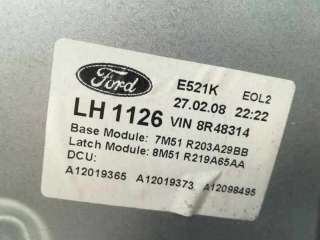 Ford
E521K EOL2
27.02.08 22:22
LH 1126 VIN 8R48314
Base Module: 7M51 R203A29BB
Latch Module: 8M51 R219A65AA
DCU:
A12019365 A12019373 A12098495